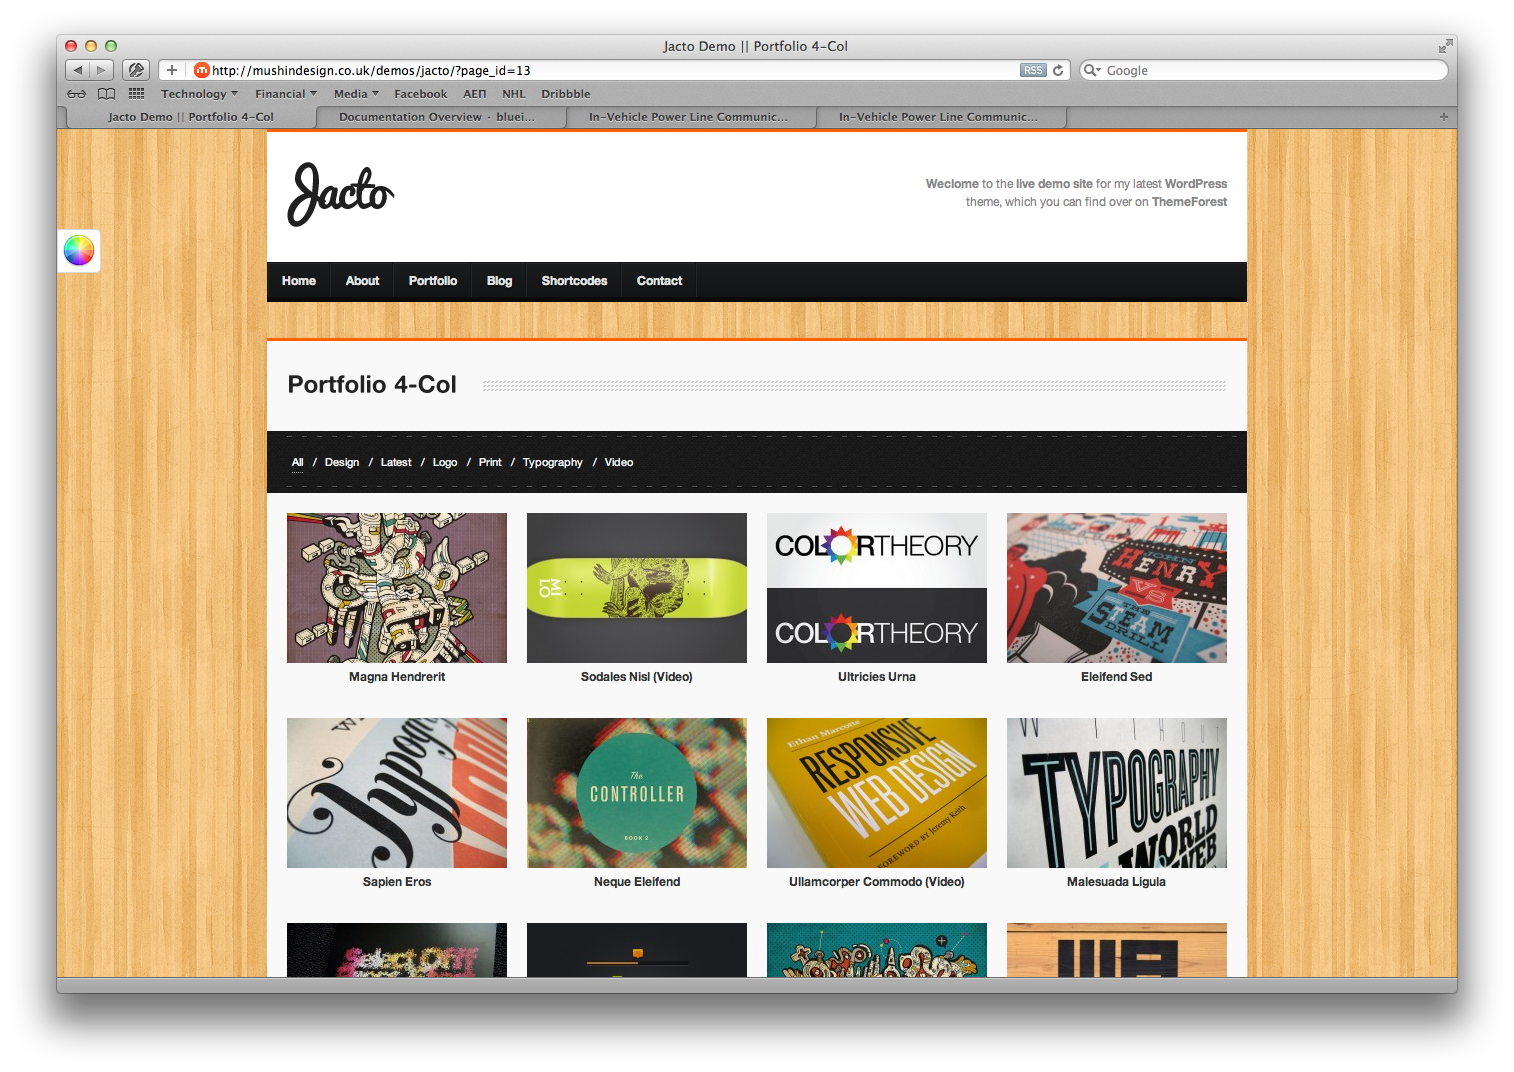 Jacto Demo || Portfolio 4-Col
http://mushindesign.co.uk/demos/jacto/?page_id=13
RSS
Google
Technology
Financial
Media
Facebook
АЕП
NHL
Dribbble
Jacto Demo || Portfolio 4-Col
Documentation Overview · bluei...
In-Vehicle Power Line Communic...
In-Vehicle Power Line Communic...
Jacto
Weclome to the live demo site for my latest WordPress
theme, which you can find over on ThemeForest
Home
About
Portfolio
Blog
Shortcodes
Contact
Portfolio 4-Col
All / Design / Latest / Logo / Print / Typography / Video
MILO
COLORTHEORY
COLORTHEORY
JOHN
HENRY
VS
THE
STEAM
DRILL
Magna Hendrerit
Sodales Nisl (Video)
Ultricies Urna
Eleifend Sed
The
CONTROLLER
BOOK 2
Ethan Marcotte
RESPONSIVE
WEB DESIGN
FOREWORD BY Jeremy Keith
WITHOUT
TYPOGRAPHY
WORLD
WEB
Sapien Eros
Neque Eleifend
Ullamcorper Commodo (Video)
Malesuada Ligula